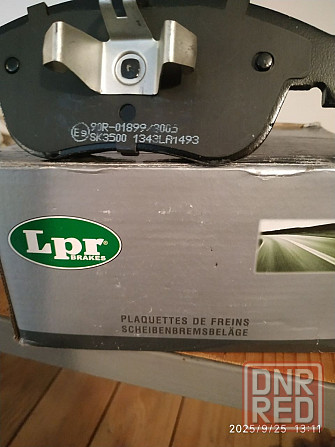 90R-01899/3005
E9 SK3500 1343LA1493
Lpr
BRAKES
PLAQUETTES DE FREINS
SCHEIBENBREMSBELÄGE
DNR
RED
2025/9/25 13:11